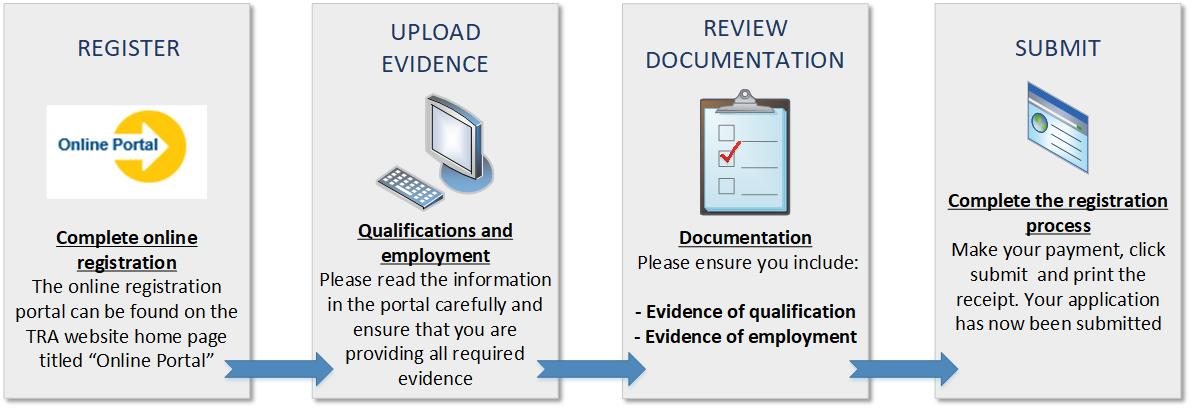 REGISTER
Online Portal
Complete online
registration
The online registration
portal can be found on the
TRA website home page
titled “Online Portal”
UPLOAD
EVIDENCE
Qualifications and
employment
Please read the information
in the portal carefully and
ensure that you are
providing all required
evidence
REVIEW
DOCUMENTATION
Documentation
Please ensure you include:
- Evidence of qualification
- Evidence of employment
SUBMIT
Complete the registration
process
Make your payment, click
submit and print the
receipt. Your application
has now been submitted